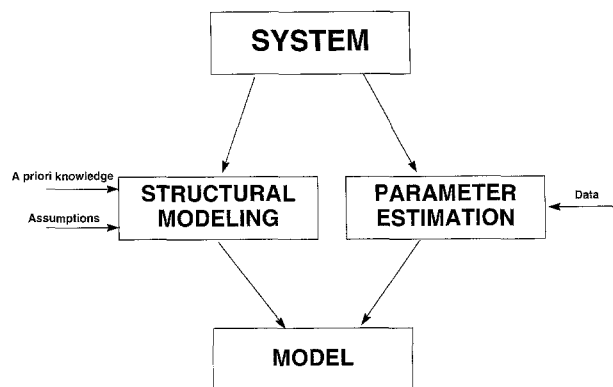 SYSTEM
A priori knowledge
Assumptions
STRUCTURAL
MODELING
PARAMETER
ESTIMATION
Data
MODEL